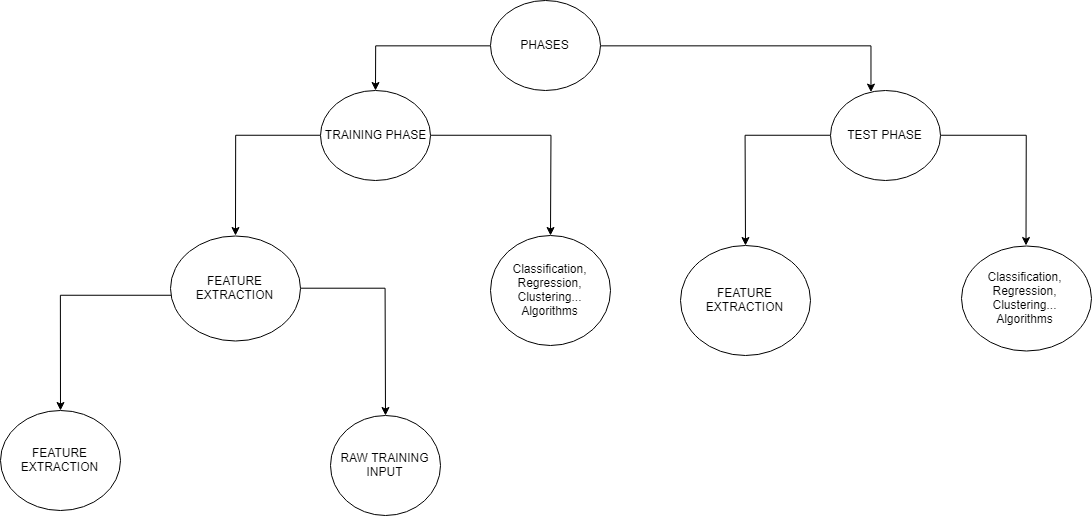 PHASES
TRAINING PHASE
TEST PHASE
FEATURE
EXTRACTION
Classification,
Regression,
Clustering...
Algorithms
FEATURE
EXTRACTION
Classification,
Regression,
Clustering...
Algorithms
FEATURE
EXTRACTION
RAW TRAINING
INPUT